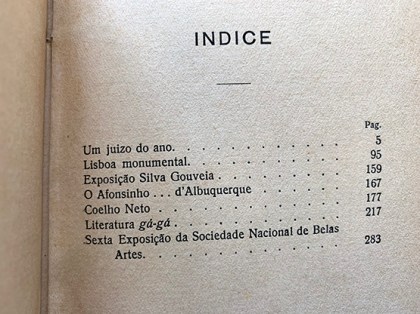 INDICE
Pag.
Um juizo do ano. . . . . . . . . . . 5
Lisboa monumental. . . . . . . . . . 95
Exposição Silva Gouveia . . . . . . . 159
O Afonsinho . . . d'Albuquerque . . . . 167
Coelho Neto . . . . . . . . . . . . 177
Literatura gá-gá . . . . . . . . . . 217
Sexta Exposição da Sociedade Nacional de Belas
Artes. . . . . . . . . . . . 283